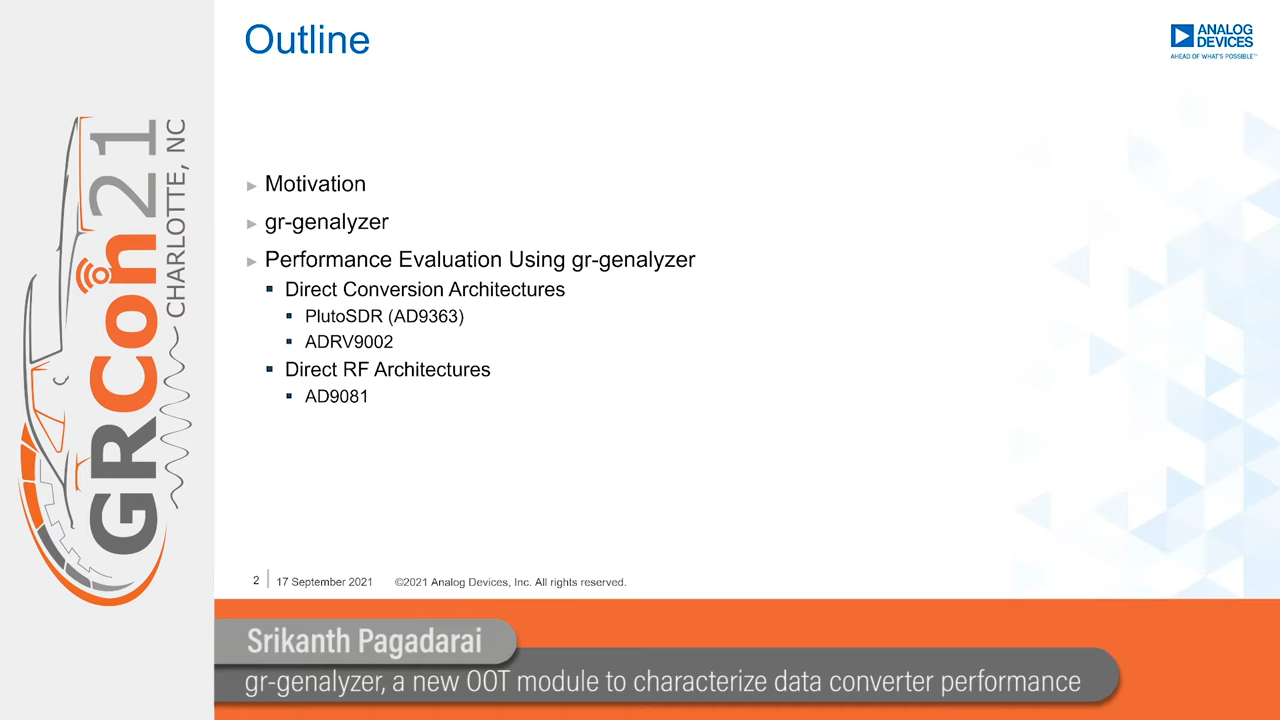 Outline
ANALOG
DEVICES
AHEAD OF WHAT'S POSSIBLE™
GRCon21
CHARLOTTE, NC
Motivation
gr-genalyzer
Performance Evaluation Using gr-genalyzer
Direct Conversion Architectures
PlutoSDR (AD9363)
ADRV9002
Direct RF Architectures
AD9081
2 17 September 2021 ©2021 Analog Devices, Inc. All rights reserved.
Srikanth Pagadarai
gr-genalyzer, a new OOT module to characterize data converter performance